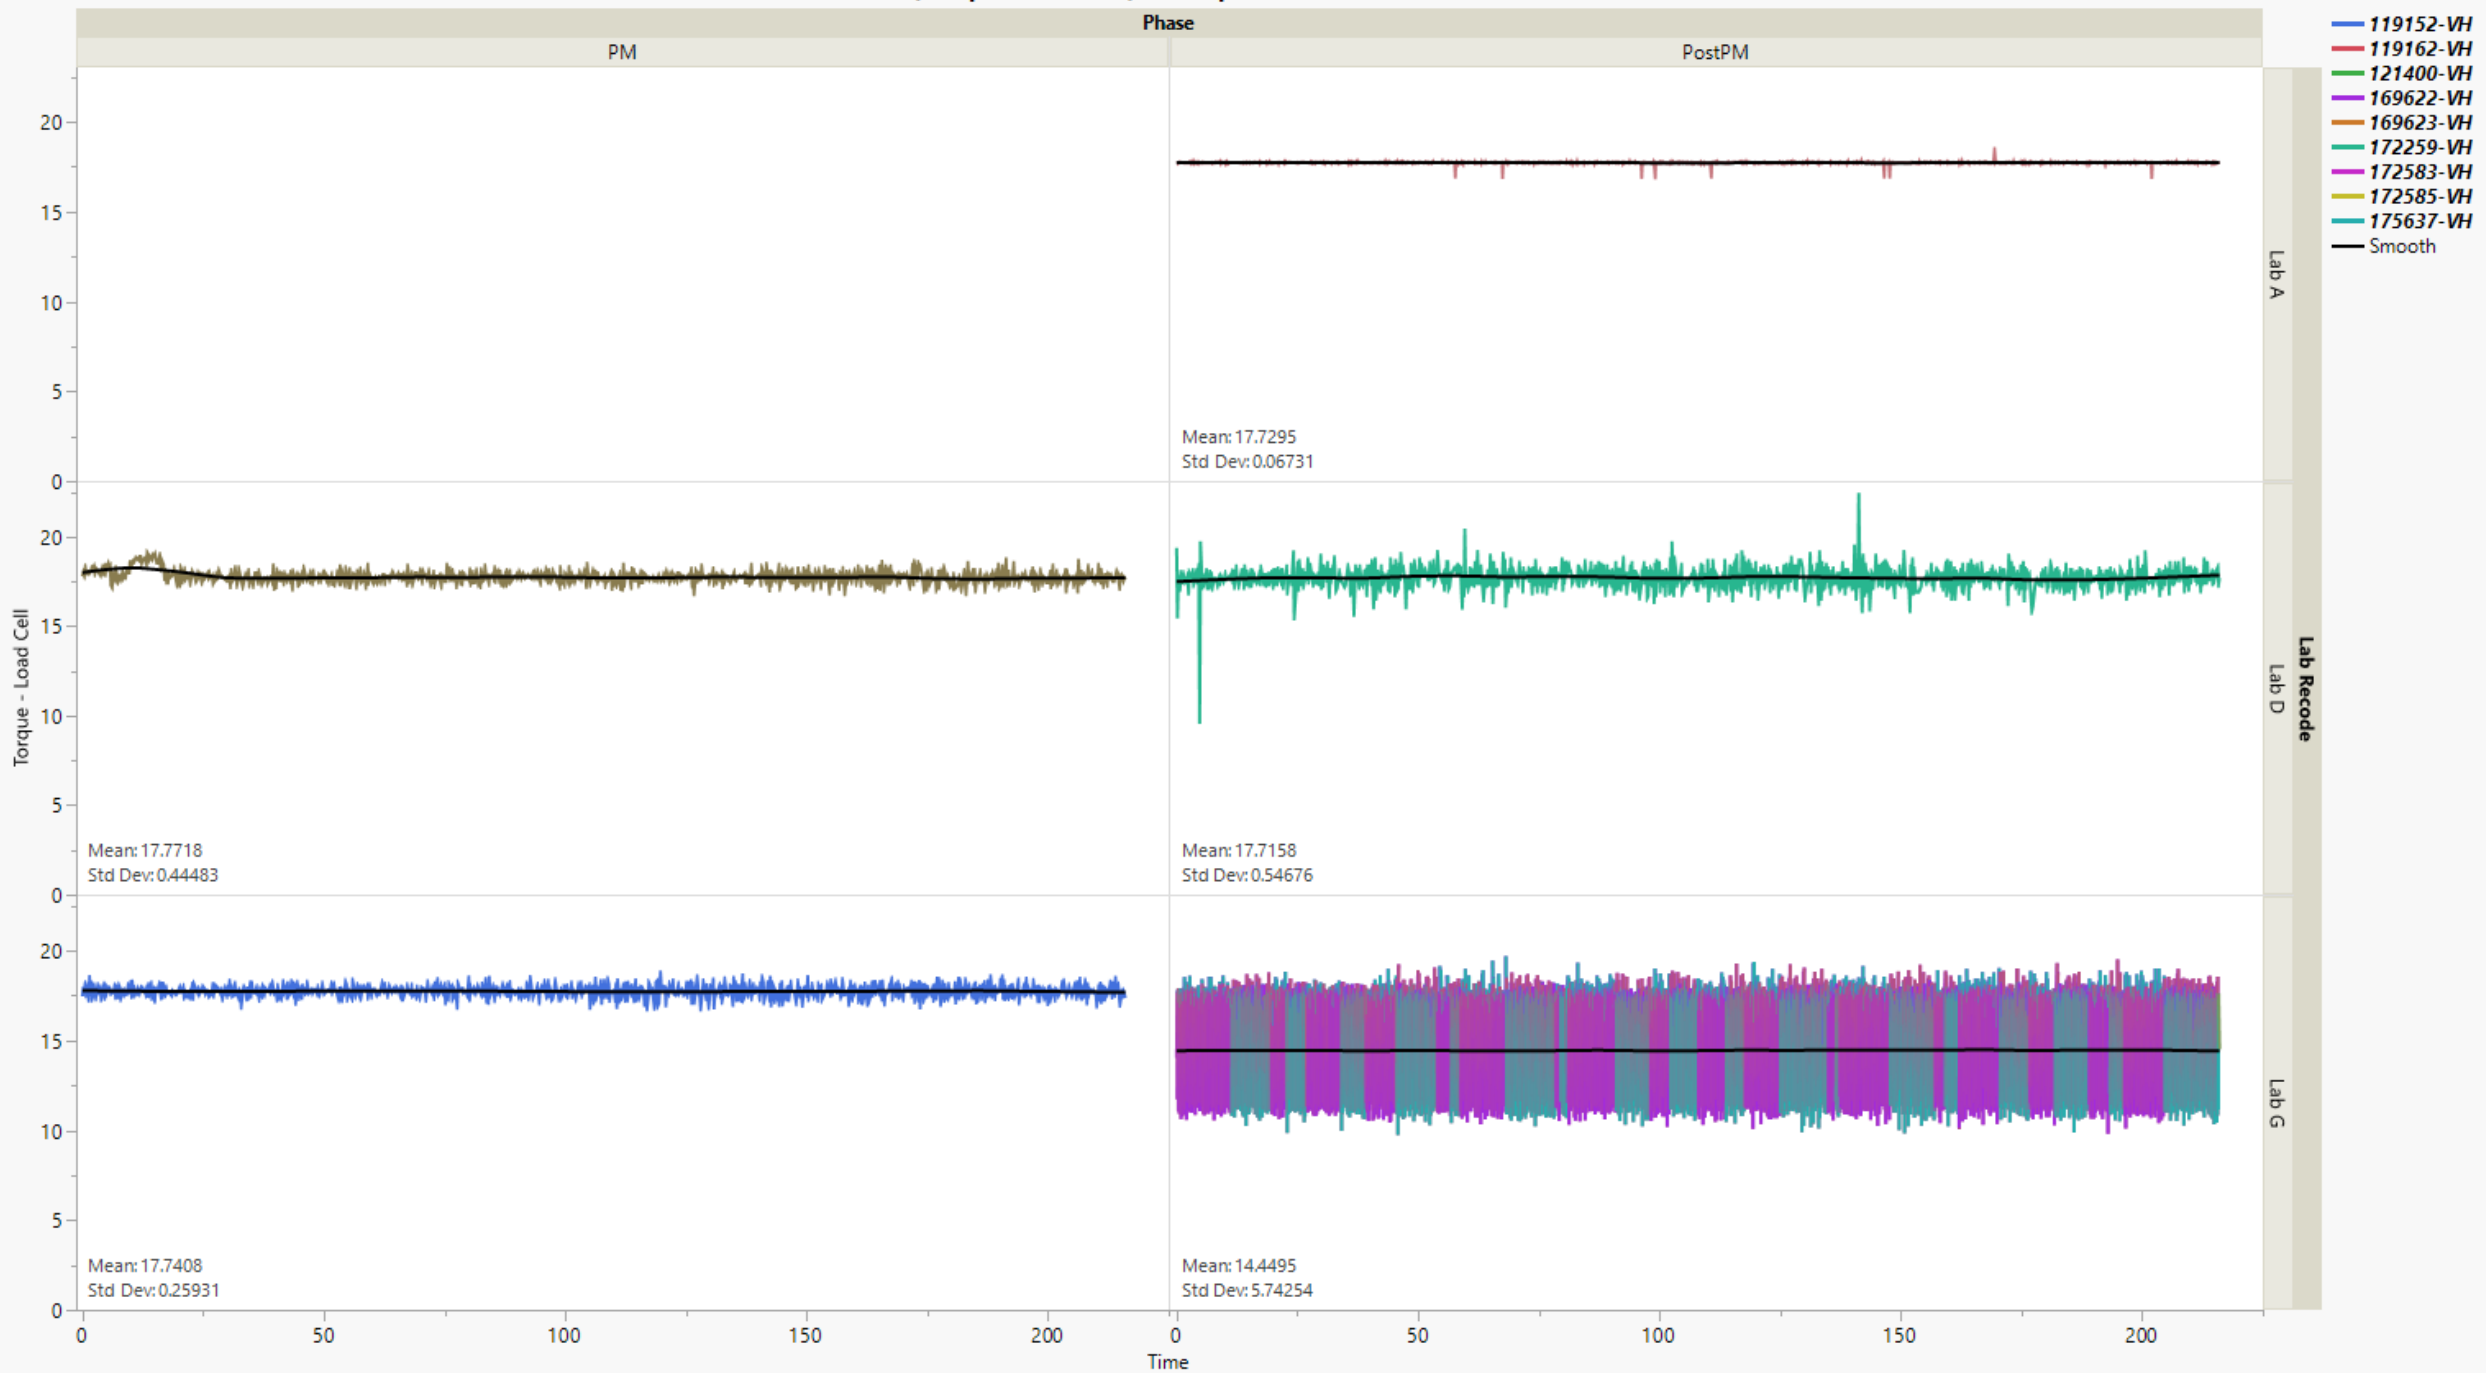 Phase
PM
PostPM
119152-VH
119162-VH
121400-VH
169622-VH
169623-VH
172259-VH
172583-VH
172585-VH
175637-VH
Smooth
20
15
10
5
0
Mean: 17.7295
Std Dev: 0.06731
Lab A
20
15
10
5
0
Mean: 17.7718
Std Dev: 0.44483
Mean: 17.7158
Std Dev: 0.54676
Lab D
Lab Recode
Torque - Load Cell
20
15
10
5
0
Mean: 17.7408
Std Dev: 0.25931
Mean: 14.4495
Std Dev: 5.74254
Lab G
0 50 100 150 200 0 50 100 150 200
Time